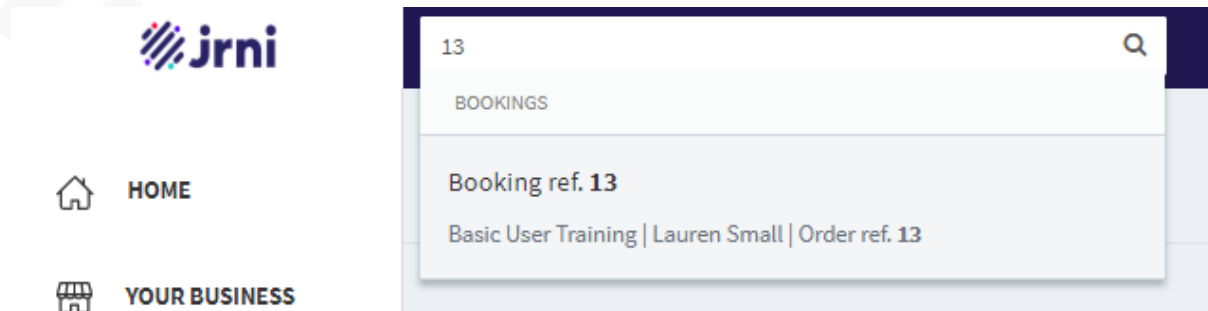 jrni
13
BOOKINGS
HOME
Booking ref. 13
Basic User Training | Lauren Small | Order ref. 13
YOUR BUSINESS